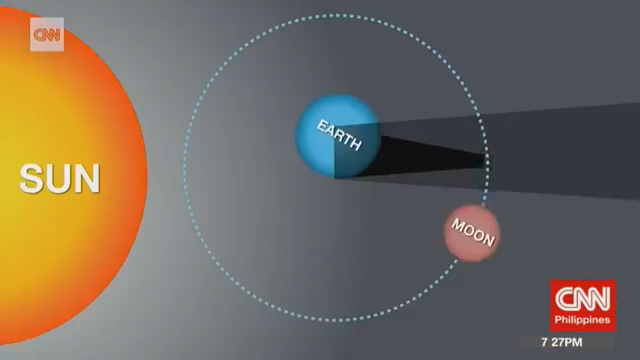 CNN
EARTH
SUN
MOON
CNN
Philippines
7 27PM